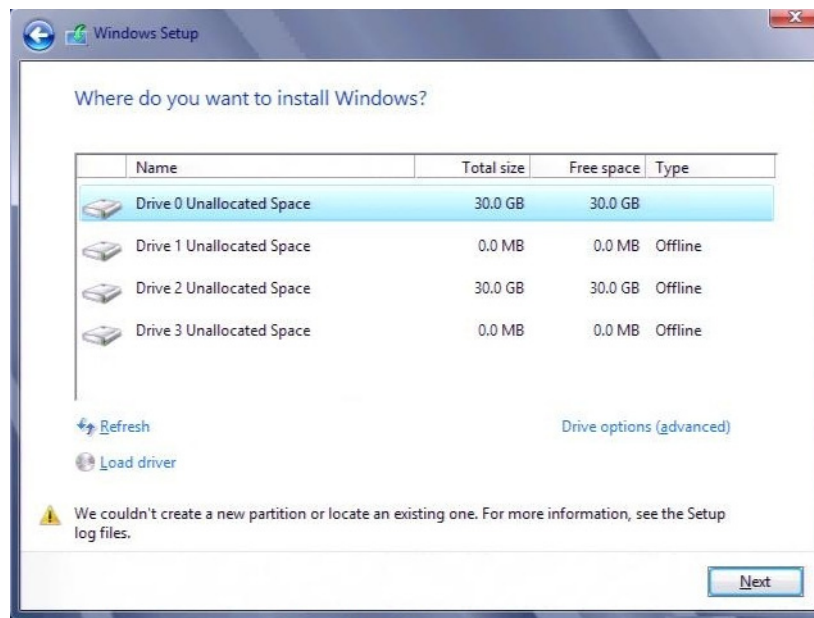 Windows Setup
Where do you want to install Windows?
Name Total size Free space Type
Drive 0 Unallocated Space 30.0 GB 30.0 GB
Drive 1 Unallocated Space 0.0 MB 0.0 MB Offline
Drive 2 Unallocated Space 30.0 GB 30.0 GB Offline
Drive 3 Unallocated Space 0.0 MB 0.0 MB Offline
Refresh Drive options (advanced)
Load driver
We couldn't create a new partition or locate an existing one. For more information, see the Setup
log files.
Next